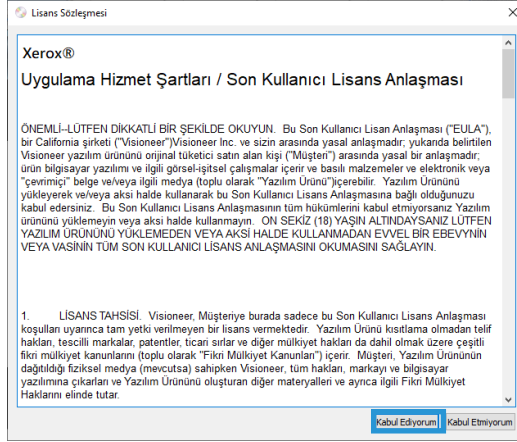 Lisans Sözleşmesi
Xerox®
Uygulama Hizmet Şartları / Son Kullanıcı Lisans Anlaşması
ÖNEMLİ--LÜTFEN DİKKATLİ BİR ŞEKİLDE OKUYUN.  Bu Son Kullanıcı Lisan Anlaşması ("EULA"),
bir California şirketi ("Visioneer")Visioneer Inc. ve sizin arasında yasal anlaşmadır; yukarıda belirtilen
Visioneer yazılım ürününü orijinal tüketici satın alan kişi ("Müşteri") arasında yasal bir anlaşmadır;
ürün bilgisayar yazılımı ve ilgili görsel-işitsel çalışmalar içerir ve basılı malzemeler ve elektronik veya
"çevrimiçi" belge ve/veya ilgili medya (toplu olarak "Yazılım Ürünü")içerebilir.  Yazılım Ürününü
yükleyerek ve/veya aksi halde kullanarak bu Son Kullanıcı Lisans Anlaşmasına bağlı olduğunuzu
kabul edersiniz.  Bu Son Kullanıcı Lisans Anlaşmasının tüm hükümlerini kabul etmiyorsanız Yazılım
ürününü yüklemeyin veya aksi halde kullanmayın.  ON SEKİZ (18) YAŞIN ALTINDAYSANIZ LÜTFEN
YAZILIM ÜRÜNÜNÜ YÜKLEMEDEN VEYA AKSİ HALDE KULLANMADAN EVVEL BİR EBEVYNİN
VEYA VASİNİN TÜM SON KULLANICI LİSANS ANLAŞMASINI OKUMASINI SAĞLAYIN.
1.        LİSANS TAHSİSİ.  Visioneer, Müşteriye burada sadece bu Son Kullanıcı Lisans Anlaşması
koşulları uyarınca tam yetki verilmeyen bir lisans vermektedir.  Yazılım Ürünü kısıtlama olmadan telif
hakları, tescilli markalar, patentler, ticari sırlar ve diğer mülkiyet hakları da dahil olmak üzere çeşitli
fikri mülkiyet kanunlarını (toplu olarak "Fikri Mülkiyet Kanunları") içerir.  Müşteri, Yazılım Ürününün
dağıtıldığı fiziksel medya (mevcutsa) sahipken Visioneer, tüm hakları, markayı ve bilgisayar
yazılımına çıkarları ve Yazılım Ürününü oluşturan diğer materyalleri ve ayrıca ilgili Fikri Mülkiyet
Haklarını elinde tutar.
Kabul Ediyorum Kabul Etmiyorum